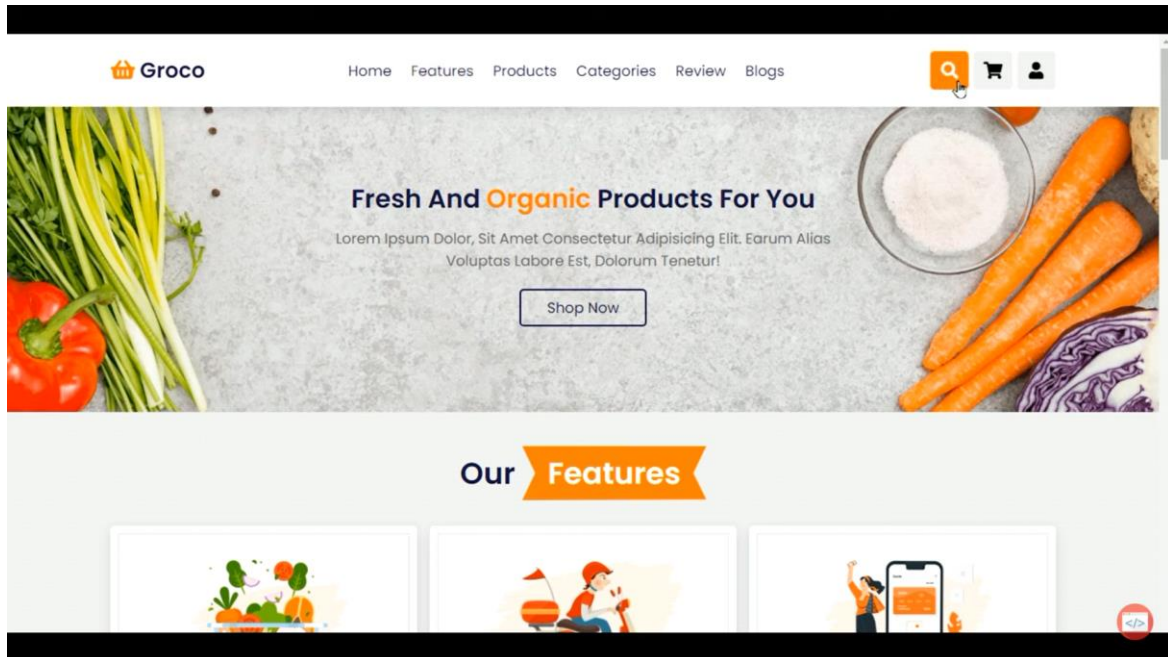 Groco
Home Features Products Categories Review Blogs
Fresh And Organic Products For You
Lorem Ipsum Dolor, Sit Amet Consectetur Adipisicing Elit. Earum Alias
Voluptas Labore Est, Dolorum Tenetur!
Shop Now
Our Features
</>